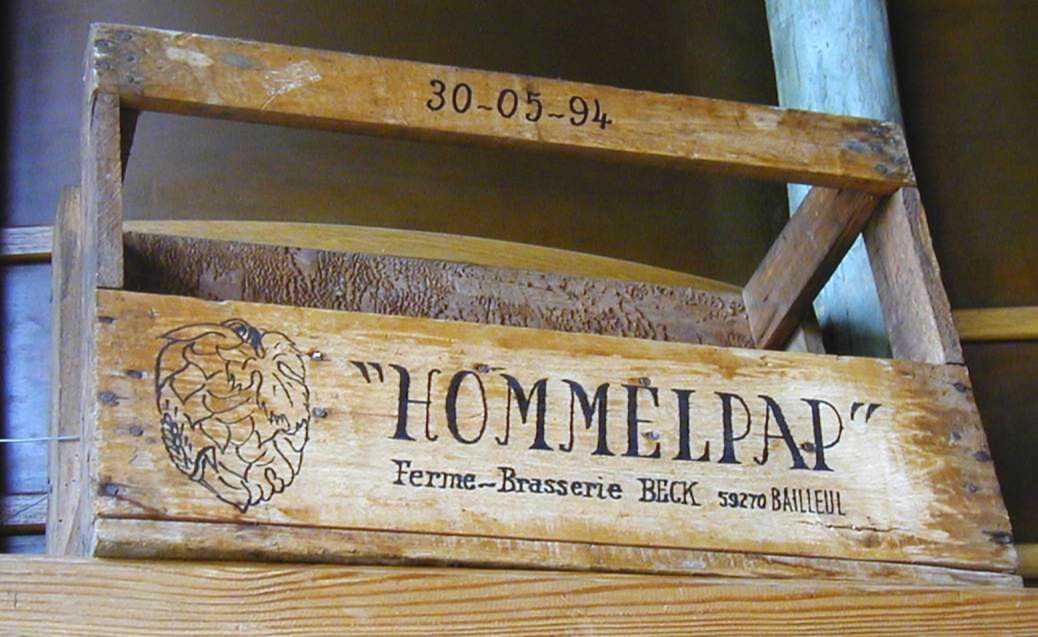 30-05-94
"HOMMELPAP"
Ferme-Brasserie BECK 59270 BAILLEUL